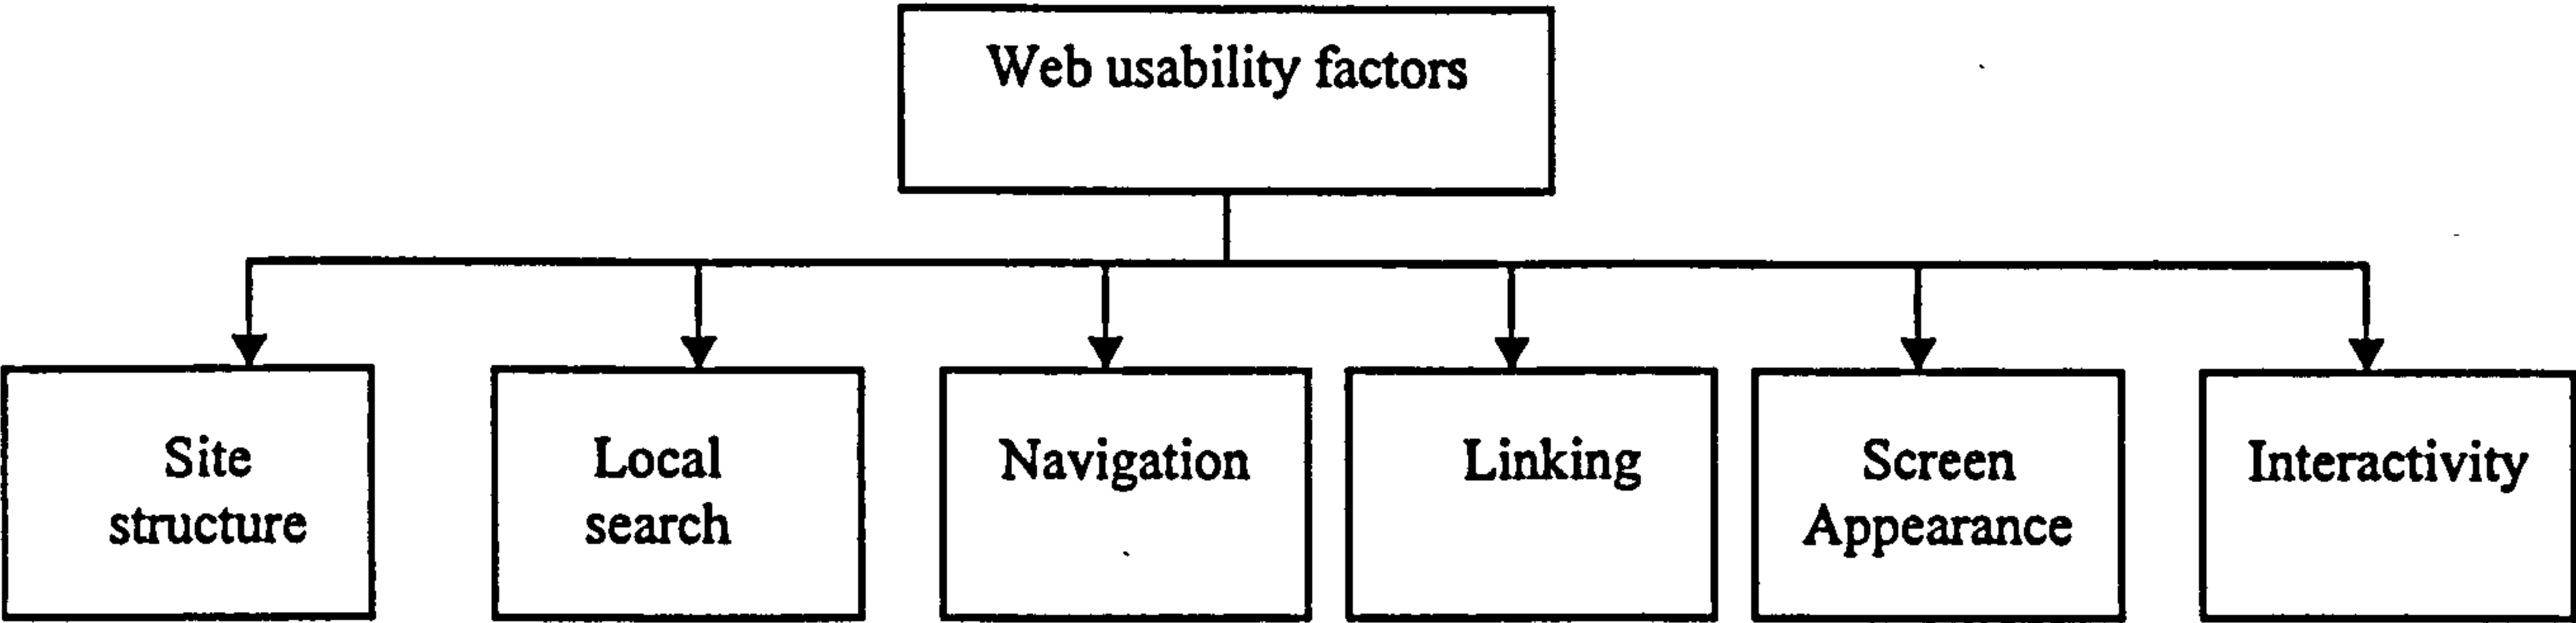 Web usability factors
Site
structure
Local
search
Navigation
Linking
Screen
Appearance
Interactivity